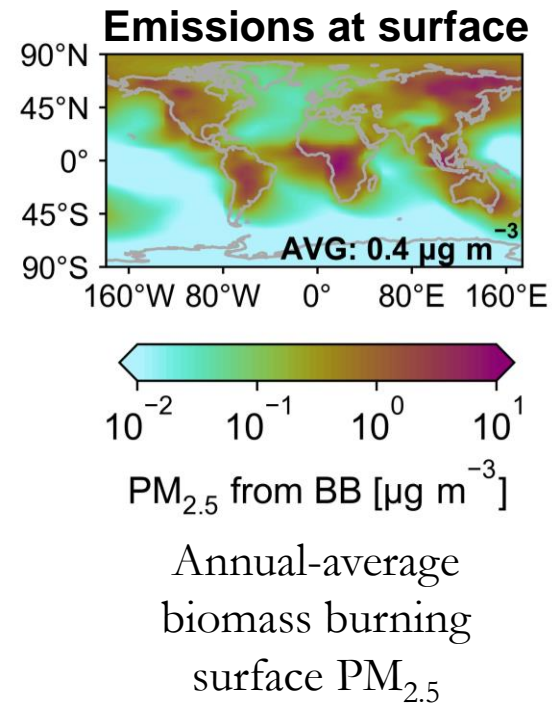 Emissions at surface
90°N
45°N
0°
45°S
90°S
AVG: 0.4 µg m⁻³
160°W 80°W 0° 80°E 160°E
10⁻² 10⁻¹ 10⁰ 10¹
PM₂.₅ from BB [µg m⁻³]
Annual-average
biomass burning
surface PM₂.₅